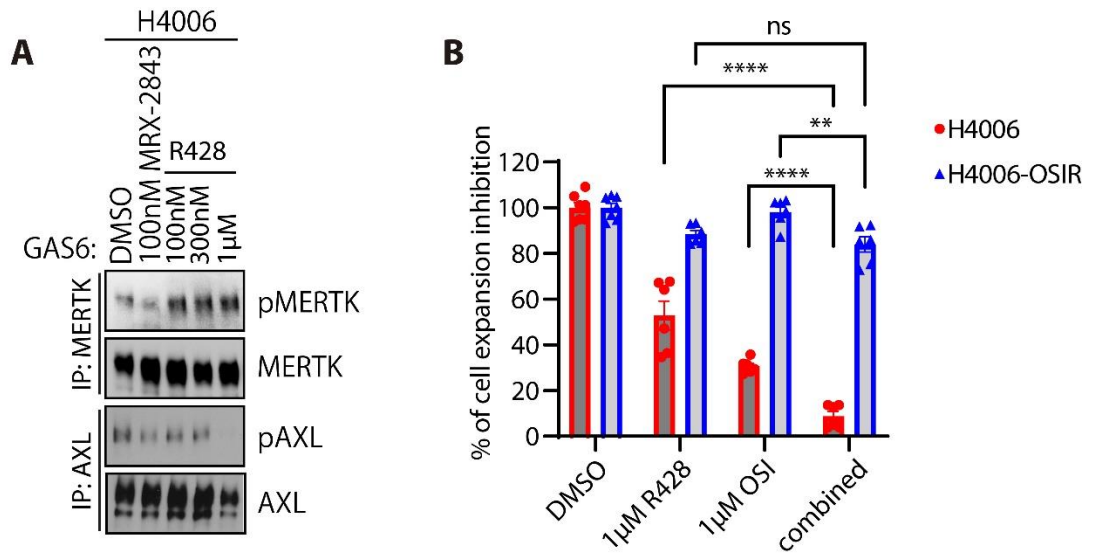 A
H4006
DMSO
100nM MRX-2843
R428
100nM
300nM
1µM
GAS6:
IP: MERTK
pMERTK
MERTK
IP: AXL
pAXL
AXL
B
ns
****
**
****
H4006
H4006-OSIR
% of cell expansion inhibition
120
100
80
60
40
20
0
DMSO
1µM R428
1µM OSI
combined